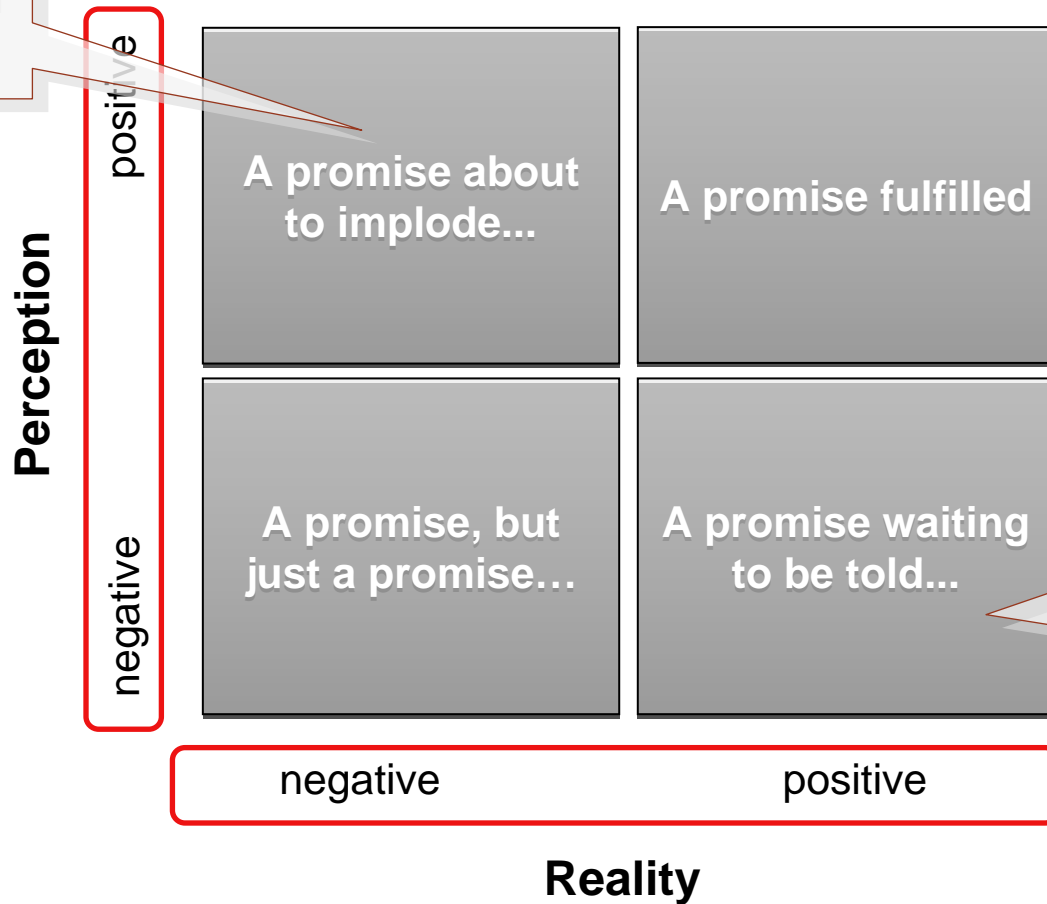 Perception
positive
negative
A promise about
to implode...
A promise fulfilled
A promise, but
just a promise…
A promise waiting
to be told...
negative
positive
Reality